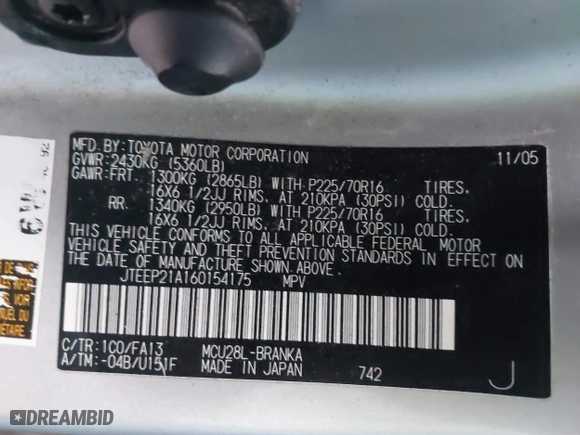 MFD. BY: TOYOTA MOTOR CORPORATION 11/05
GVWR: 2430KG (5360LB)
GAWR: FRT. 1300KG (2865LB) WITH P225/70R16 TIRES,
16X6 1/2JJ RIMS, AT 210KPA (30PSI) COLD.
RR 1340KG (2950LB) WITH P225/70R16 TIRES,
16X6 1/2JJ RIMS, AT 210KPA (30PSI) COLD.
THIS VEHICLE CONFORMS TO ALL APPLICABLE FEDERAL MOTOR
VEHICLE SAFETY AND THEFT PREVENTION STANDARDS IN EFFECT ON
THE DATE OF MANUFACTURE SHOWN ABOVE.
JTEEP21A160154175 MPV
C/TR: 1C0/FA13 MCU28L-BRANKA
A/TM: -04B/U151F MADE IN JAPAN 742 J
S. VOIR
UEL DU
IETAIRE
DREAMBID